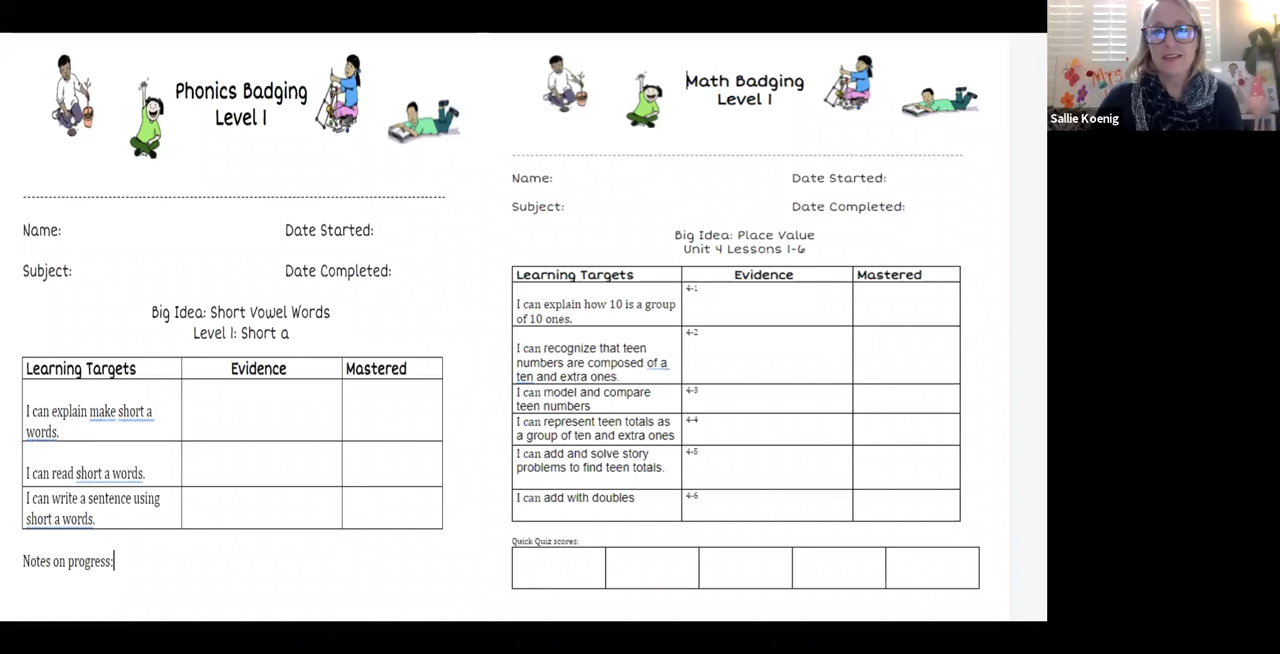 Phonics Badging
Level 1
Name:
Date Started:
Subject:
Date Completed:
Big Idea: Short Vowel Words
Level 1: Short a
Learning Targets
Evidence
Mastered
I can explain make short a
words.
I can read short a words.
I can write a sentence using
short a words.
Notes on progress:
Math Badging
Level 1
Name:
Date Started:
Subject:
Date Completed:
Big Idea: Place Value
Unit 4 Lessons 1-6
Learning Targets
Evidence
Mastered
4-1
I can explain how 10 is a group
of 10 ones.
4-2
I can recognize that teen
numbers are composed of a
ten and extra ones.
4-3
I can model and compare
teen numbers
4-4
I can represent teen totals as
a group of ten and extra ones
4-5
I can add and solve story
problems to find teen totals.
4-6
I can add with doubles
Quick Quiz scores:
Mrs.
Sallie Koenig